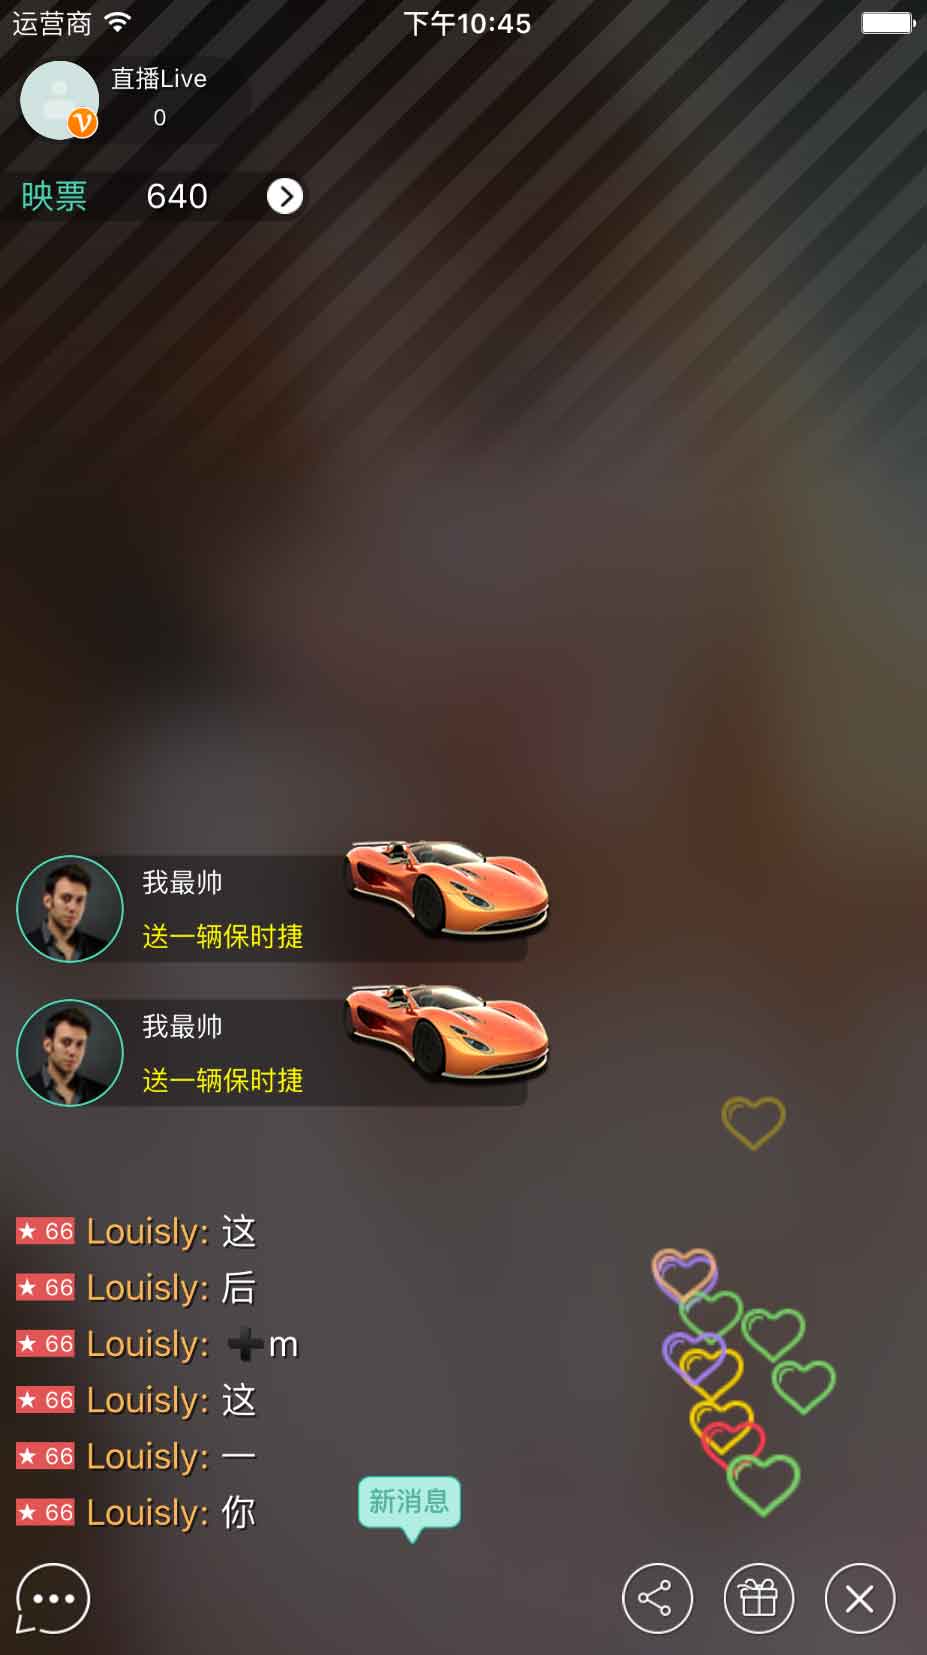 运营商 下午10:45
直播Live
0
映票 640
我最帅
送一辆保时捷
我最帅
送一辆保时捷
★ 66 Louisly: 这
★ 66 Louisly: 后
★ 66 Louisly: ➕m
★ 66 Louisly: 这
★ 66 Louisly: 一
★ 66 Louisly: 你
新消息